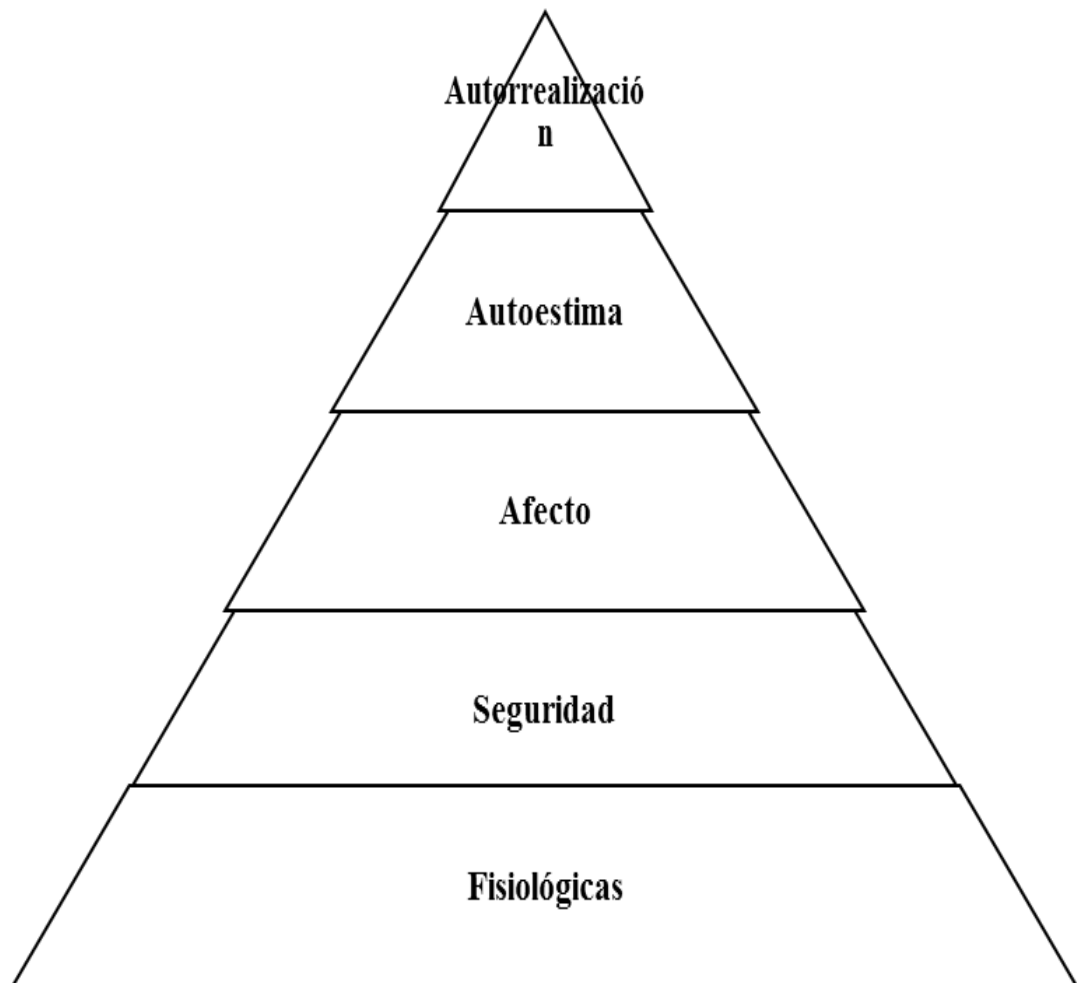 Autorrealizació
n
Autoestima
Afecto
Seguridad
Fisiológicas